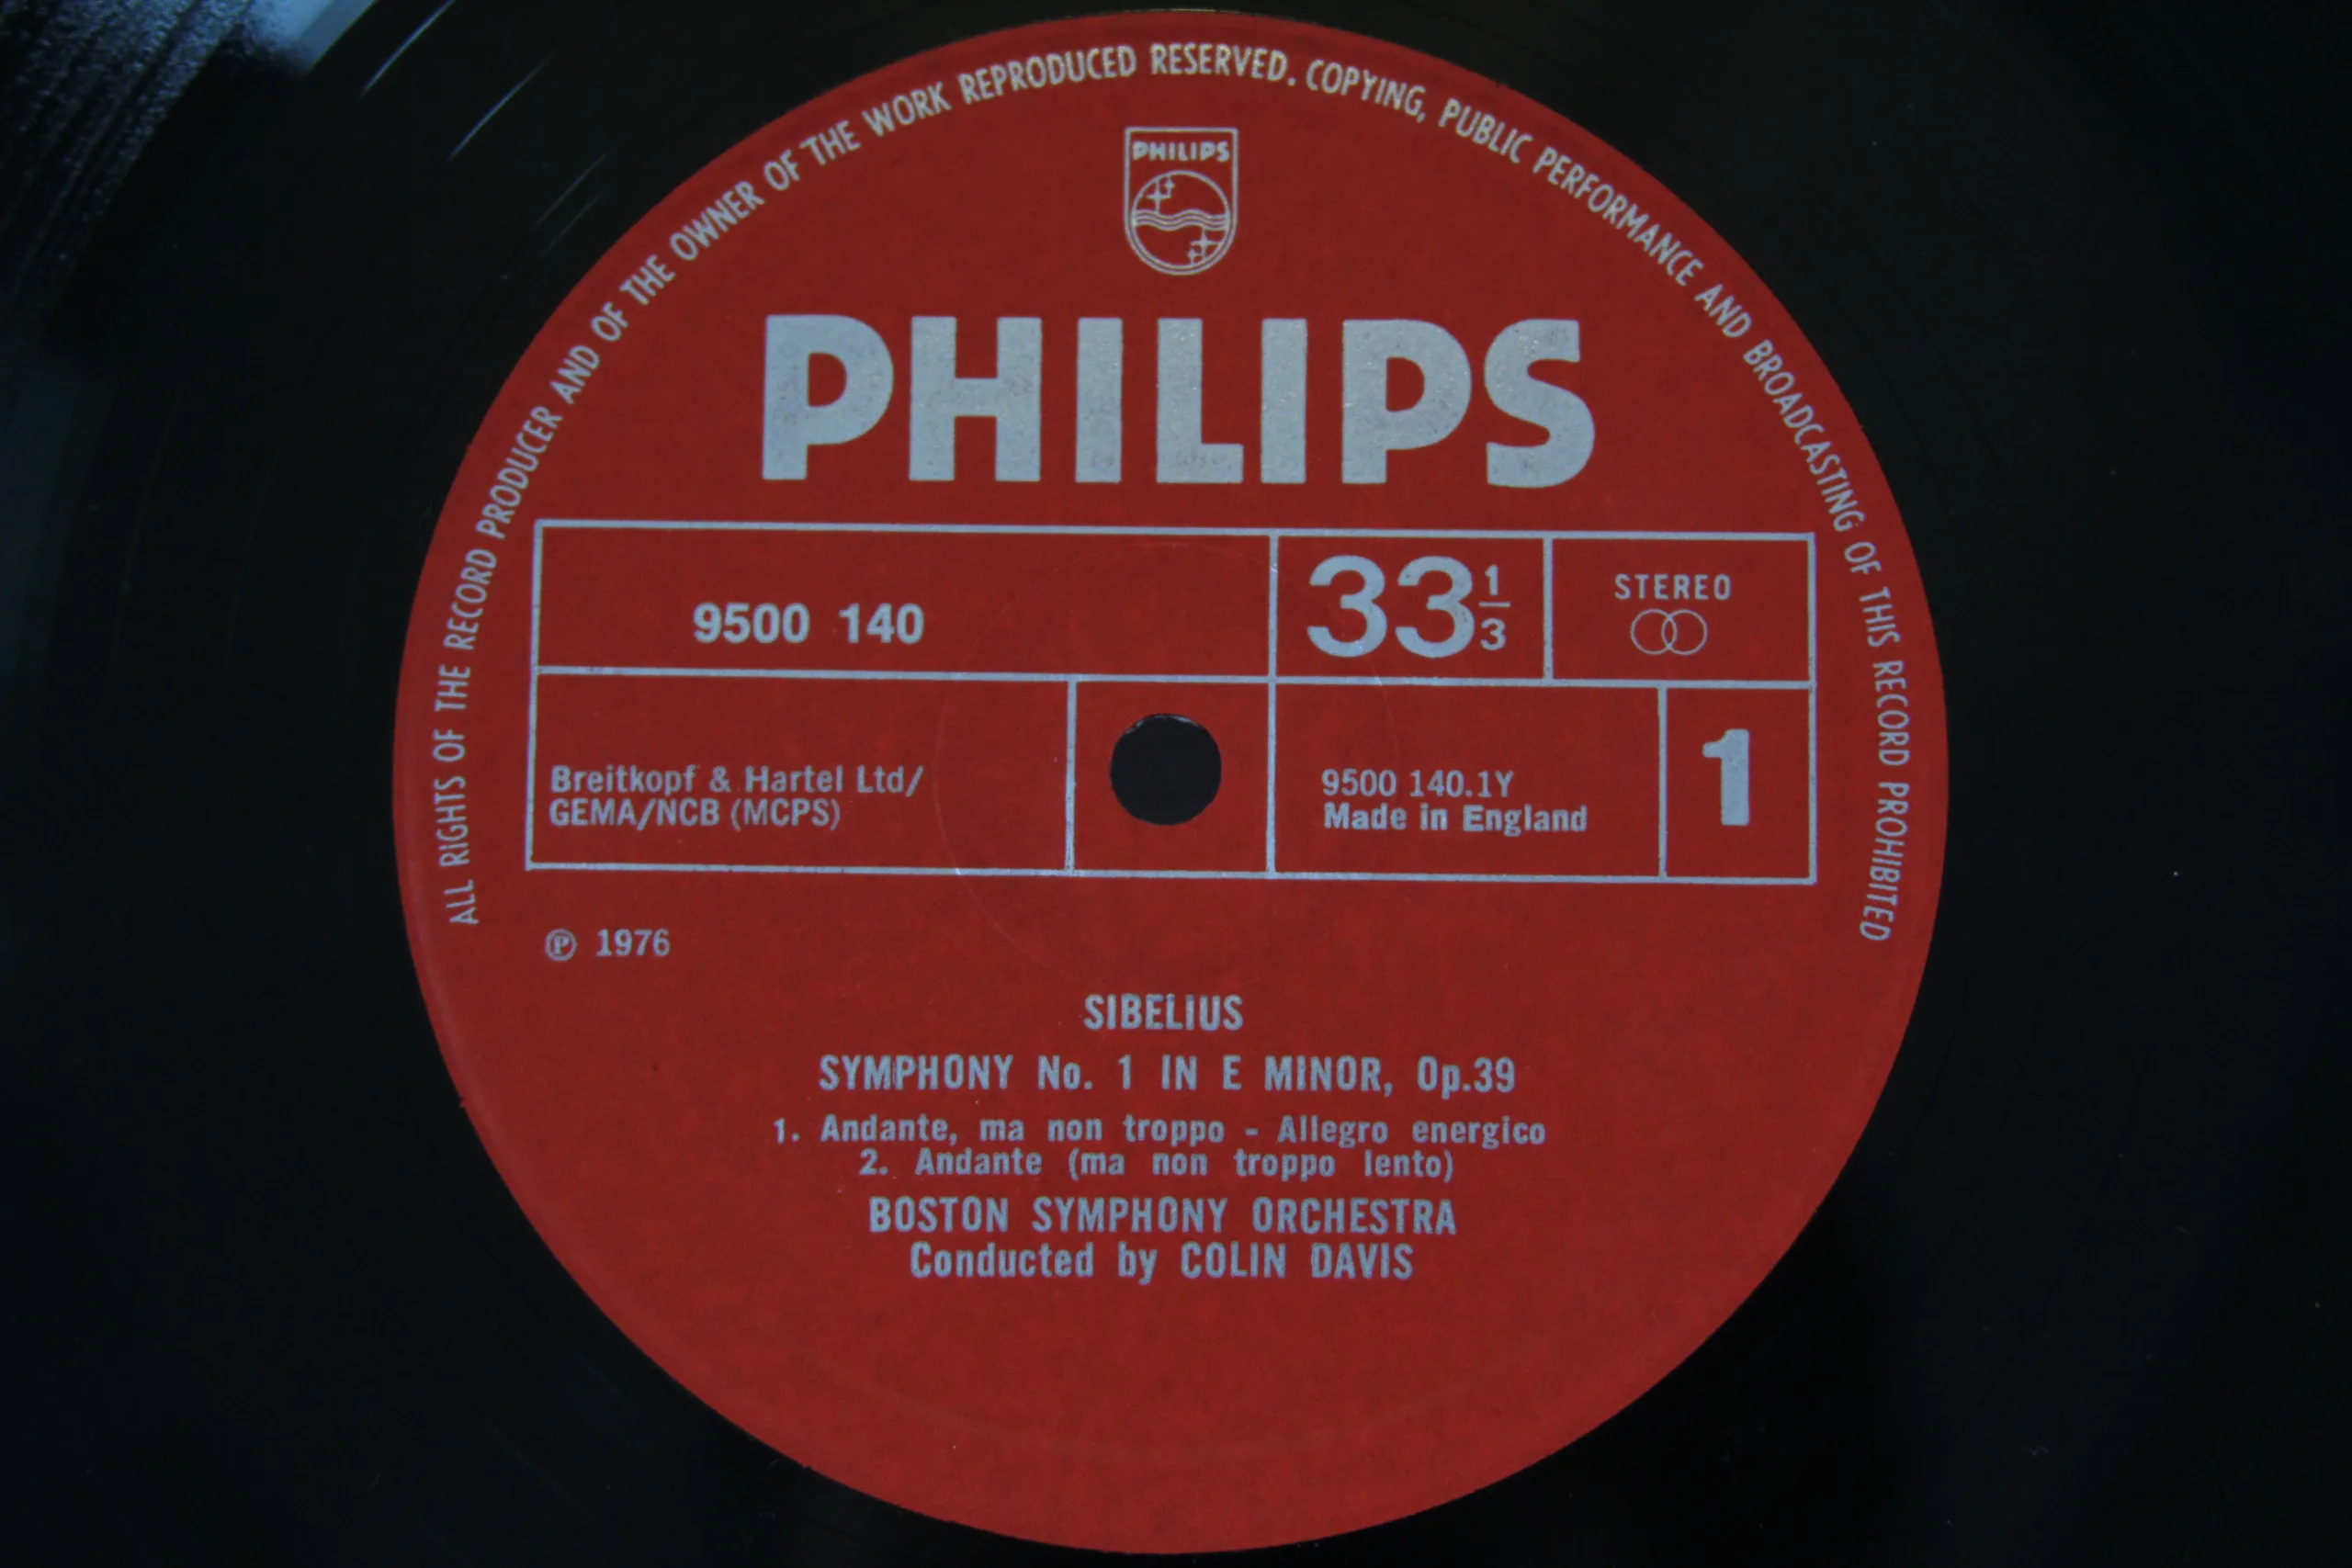 ALL RIGHTS OF THE RECORD PRODUCER AND OF THE OWNER OF THE WORK REPRODUCED RESERVED. COPYING, PUBLIC PERFORMANCE AND BROADCASTING OF THIS RECORD PROHIBITED
PHILIPS
PHILIPS
9500 140
33 1/3
STEREO
Breitkopf & Hartel Ltd/
GEMA/NCB (MCPS)
9500 140.1Y
Made in England
1
℗ 1976
SIBELIUS
SYMPHONY No. 1 IN E MINOR, Op.39
1. Andante, ma non troppo - Allegro energico
2. Andante (ma non troppo lento)
BOSTON SYMPHONY ORCHESTRA
Conducted by COLIN DAVIS